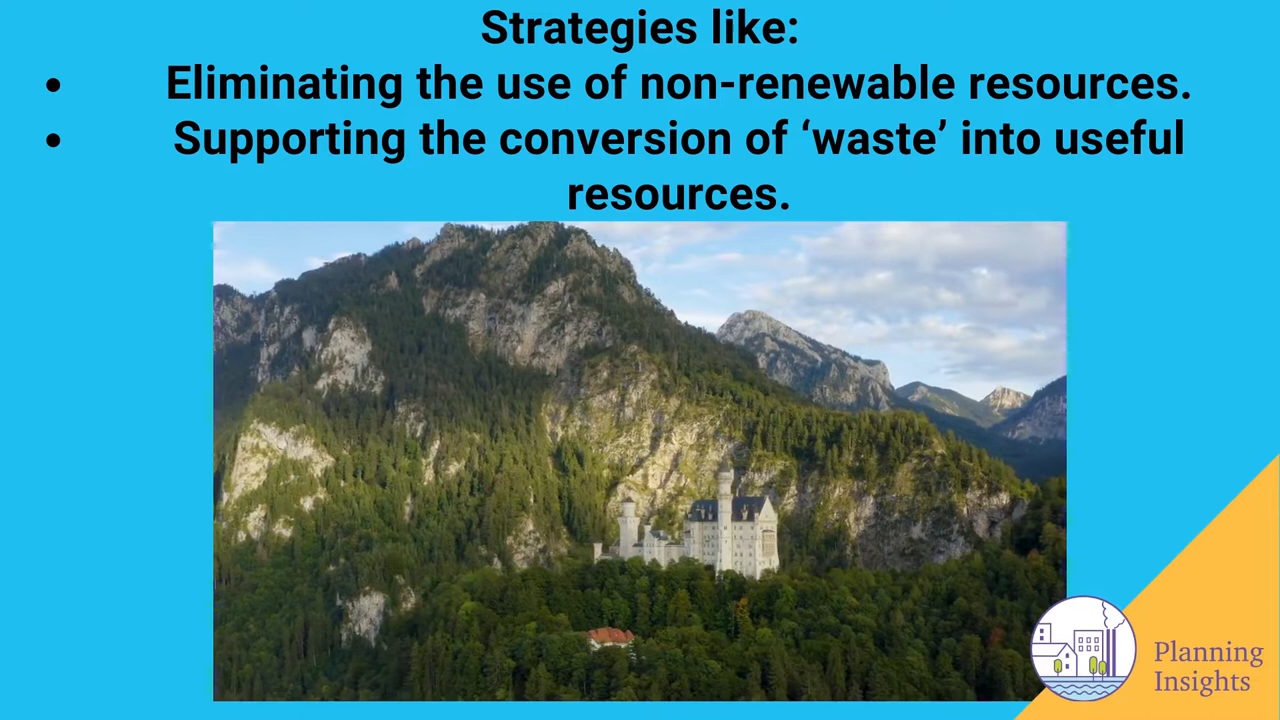 Strategies like:
• Eliminating the use of non-renewable resources.
• Supporting the conversion of ‘waste’ into useful
resources.
Planning
Insights